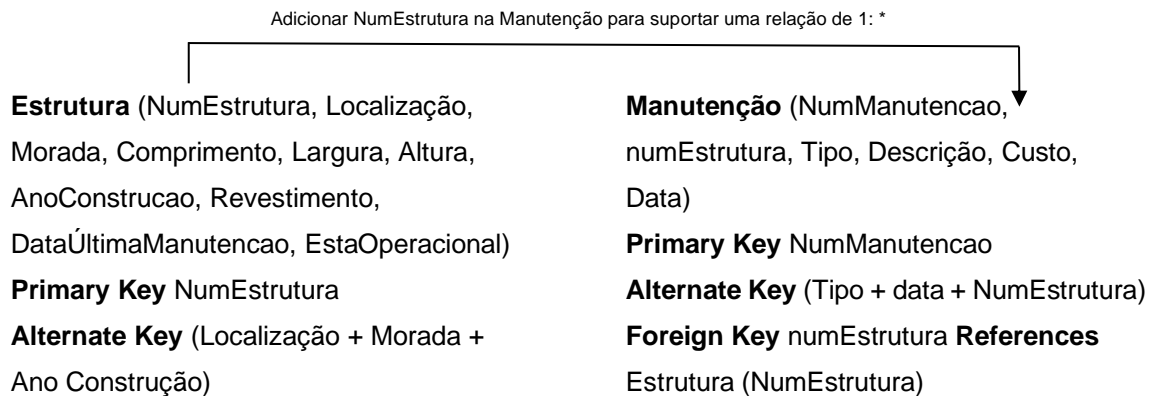 Adicionar NumEstrutura na Manutenção para suportar uma relação de 1: *
Estrutura (NumEstrutura, Localização,
Morada, Comprimento, Largura, Altura,
AnoConstrucao, Revestimento,
DataÚltimaManutencao, EstaOperacional)
Primary Key NumEstrutura
Alternate Key (Localização + Morada +
Ano Construção)
Manutenção (NumManutencao,
numEstrutura, Tipo, Descrição, Custo,
Data)
Primary Key NumManutencao
Alternate Key (Tipo + data + NumEstrutura)
Foreign Key numEstrutura References
Estrutura (NumEstrutura)